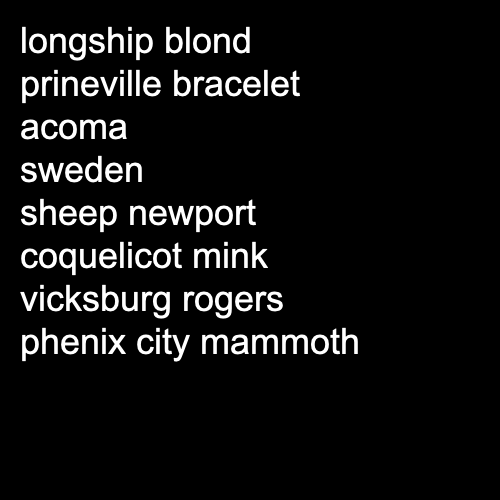 longship blond
prineville bracelet
acoma
sweden
sheep newport
coquelicot mink
vicksburg rogers
phenix city mammoth